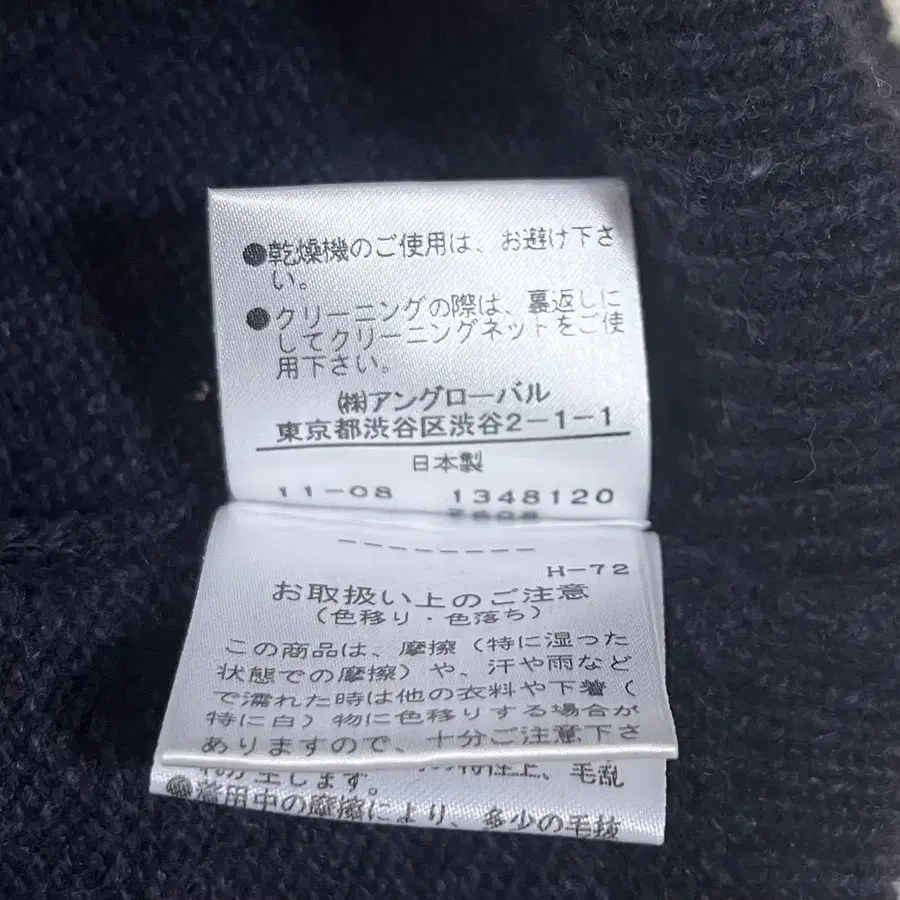 ●乾燥機のご使用は、お避け下さ
い。
●クリーニングの際は、裏返しに
してクリーニングネットをご使
用下さい。
㈱アングローバル
東京都渋谷区渋谷2-1-1
日本製
11-08 1348120
H-72
お取扱い上のご注意
(色移り・色落ち)
この商品は、摩擦(特に湿った
状態での摩擦)や、汗や雨など
で濡れた時は他の衣料や下着(
特に白)物に色移りする場合が
ありますので、十分ご注意下さ
性上、毛乱
します。
●着用中の摩擦により、多少の毛抜